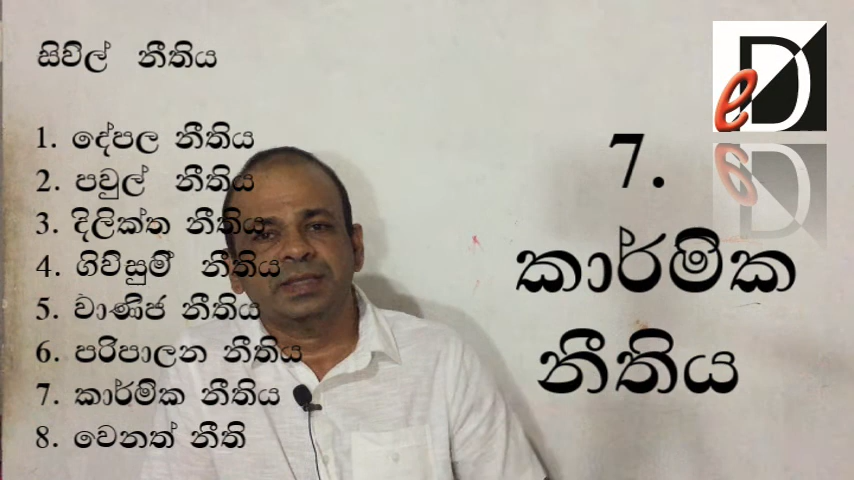 සිවිල් නීතිය
1. දේපල නීතිය
2. පවුල් නීතිය
3. දිලික්ත නීතිය
4. ගිවිසුම් නීතිය
5. වාණිජ නීතිය
6. පරිපාලන නීතිය
7. කාර්මික නීතිය
8. වෙනත් නීති
eD
7.
කාර්මික
නීතිය